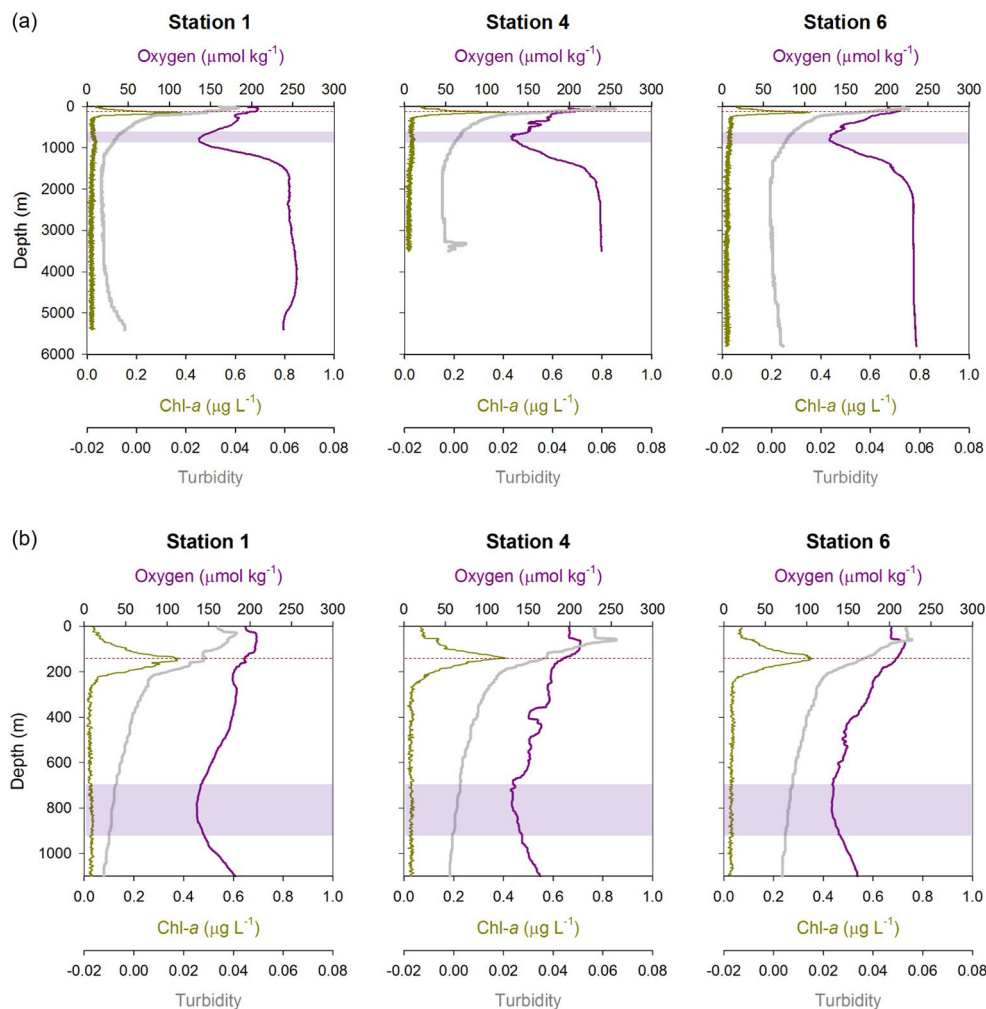 (a)
Station 1 Station 4 Station 6
Oxygen (μmol kg⁻¹) Oxygen (μmol kg⁻¹) Oxygen (μmol kg⁻¹)
0 50 100 150 200 250 300 0 50 100 150 200 250 300 0 50 100 150 200 250 300
0
1000
2000
Depth (m)
3000
4000
5000
6000
0.0 0.2 0.4 0.6 0.8 1.0 0.0 0.2 0.4 0.6 0.8 1.0 0.0 0.2 0.4 0.6 0.8 1.0
Chl-a (μg L⁻¹) Chl-a (μg L⁻¹) Chl-a (μg L⁻¹)
-0.02 0.00 0.02 0.04 0.06 0.08 -0.02 0.00 0.02 0.04 0.06 0.08 -0.02 0.00 0.02 0.04 0.06 0.08
Turbidity Turbidity Turbidity
(b)
Station 1 Station 4 Station 6
Oxygen (μmol kg⁻¹) Oxygen (μmol kg⁻¹) Oxygen (μmol kg⁻¹)
0 50 100 150 200 250 300 0 50 100 150 200 250 300 0 50 100 150 200 250 300
0
200
400
Depth (m)
600
800
1000
0.0 0.2 0.4 0.6 0.8 1.0 0.0 0.2 0.4 0.6 0.8 1.0 0.0 0.2 0.4 0.6 0.8 1.0
Chl-a (μg L⁻¹) Chl-a (μg L⁻¹) Chl-a (μg L⁻¹)
-0.02 0.00 0.02 0.04 0.06 0.08 -0.02 0.00 0.02 0.04 0.06 0.08 -0.02 0.00 0.02 0.04 0.06 0.08
Turbidity Turbidity Turbidity